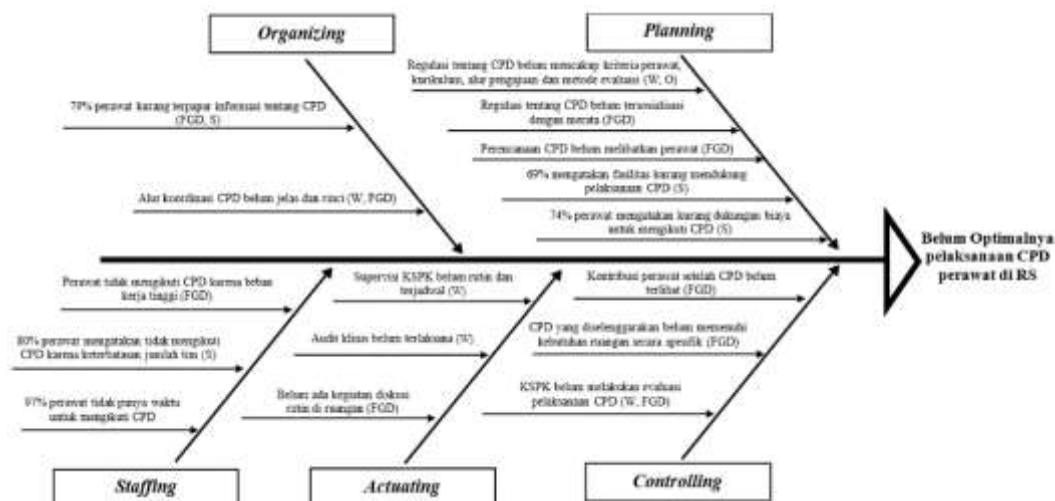 Organizing
Planning
Regulasi tentang CPD belum mencakup kriteria perawat,
kurikulum, alur pengajuan dan metode evaluasi (W, O)
79% perawat kurang terpapar informasi tentang CPD
(FGD, S)
Regulasi tentang CPD belum tersosialisasi
dengan merata (FGD)
Perencanaan CPD belum melibatkan perawat (FGD)
69% mengatakan fasilitas kurang mendukung
pelaksanaan CPD (S)
Alur koordinasi CPD belum jelas dan rinci (W, FGD)
74% perawat mengatakan kurang dukungan biaya
untuk mengikuti CPD (S)
Belum Optimalnya
pelaksanaan CPD
perawat di RS
Perawat tidak mengikuti CPD karena beban
kerja tinggi (FGD)
Supervisi KSPK belum rutin dan
terjadwal (W)
Kontribusi perawat setelah CPD belum
terlihat (FGD)
80% perawat mengatakan tidak mengikuti
CPD karena keterbatasan jumlah tim (S)
Audit klinis belum terlaksana (W)
CPD yang diselenggarakan belum memenuhi
kebutuhan ruangan secara spesifik (FGD)
97% perawat tidak punya waktu
untuk mengikuti CPD
Belum ada kegiatan diskusi
rutin di ruangan (FGD)
KSPK belum melakukan evaluasi
pelaksanaan CPD (W, FGD)
Staffing
Actuating
Controlling